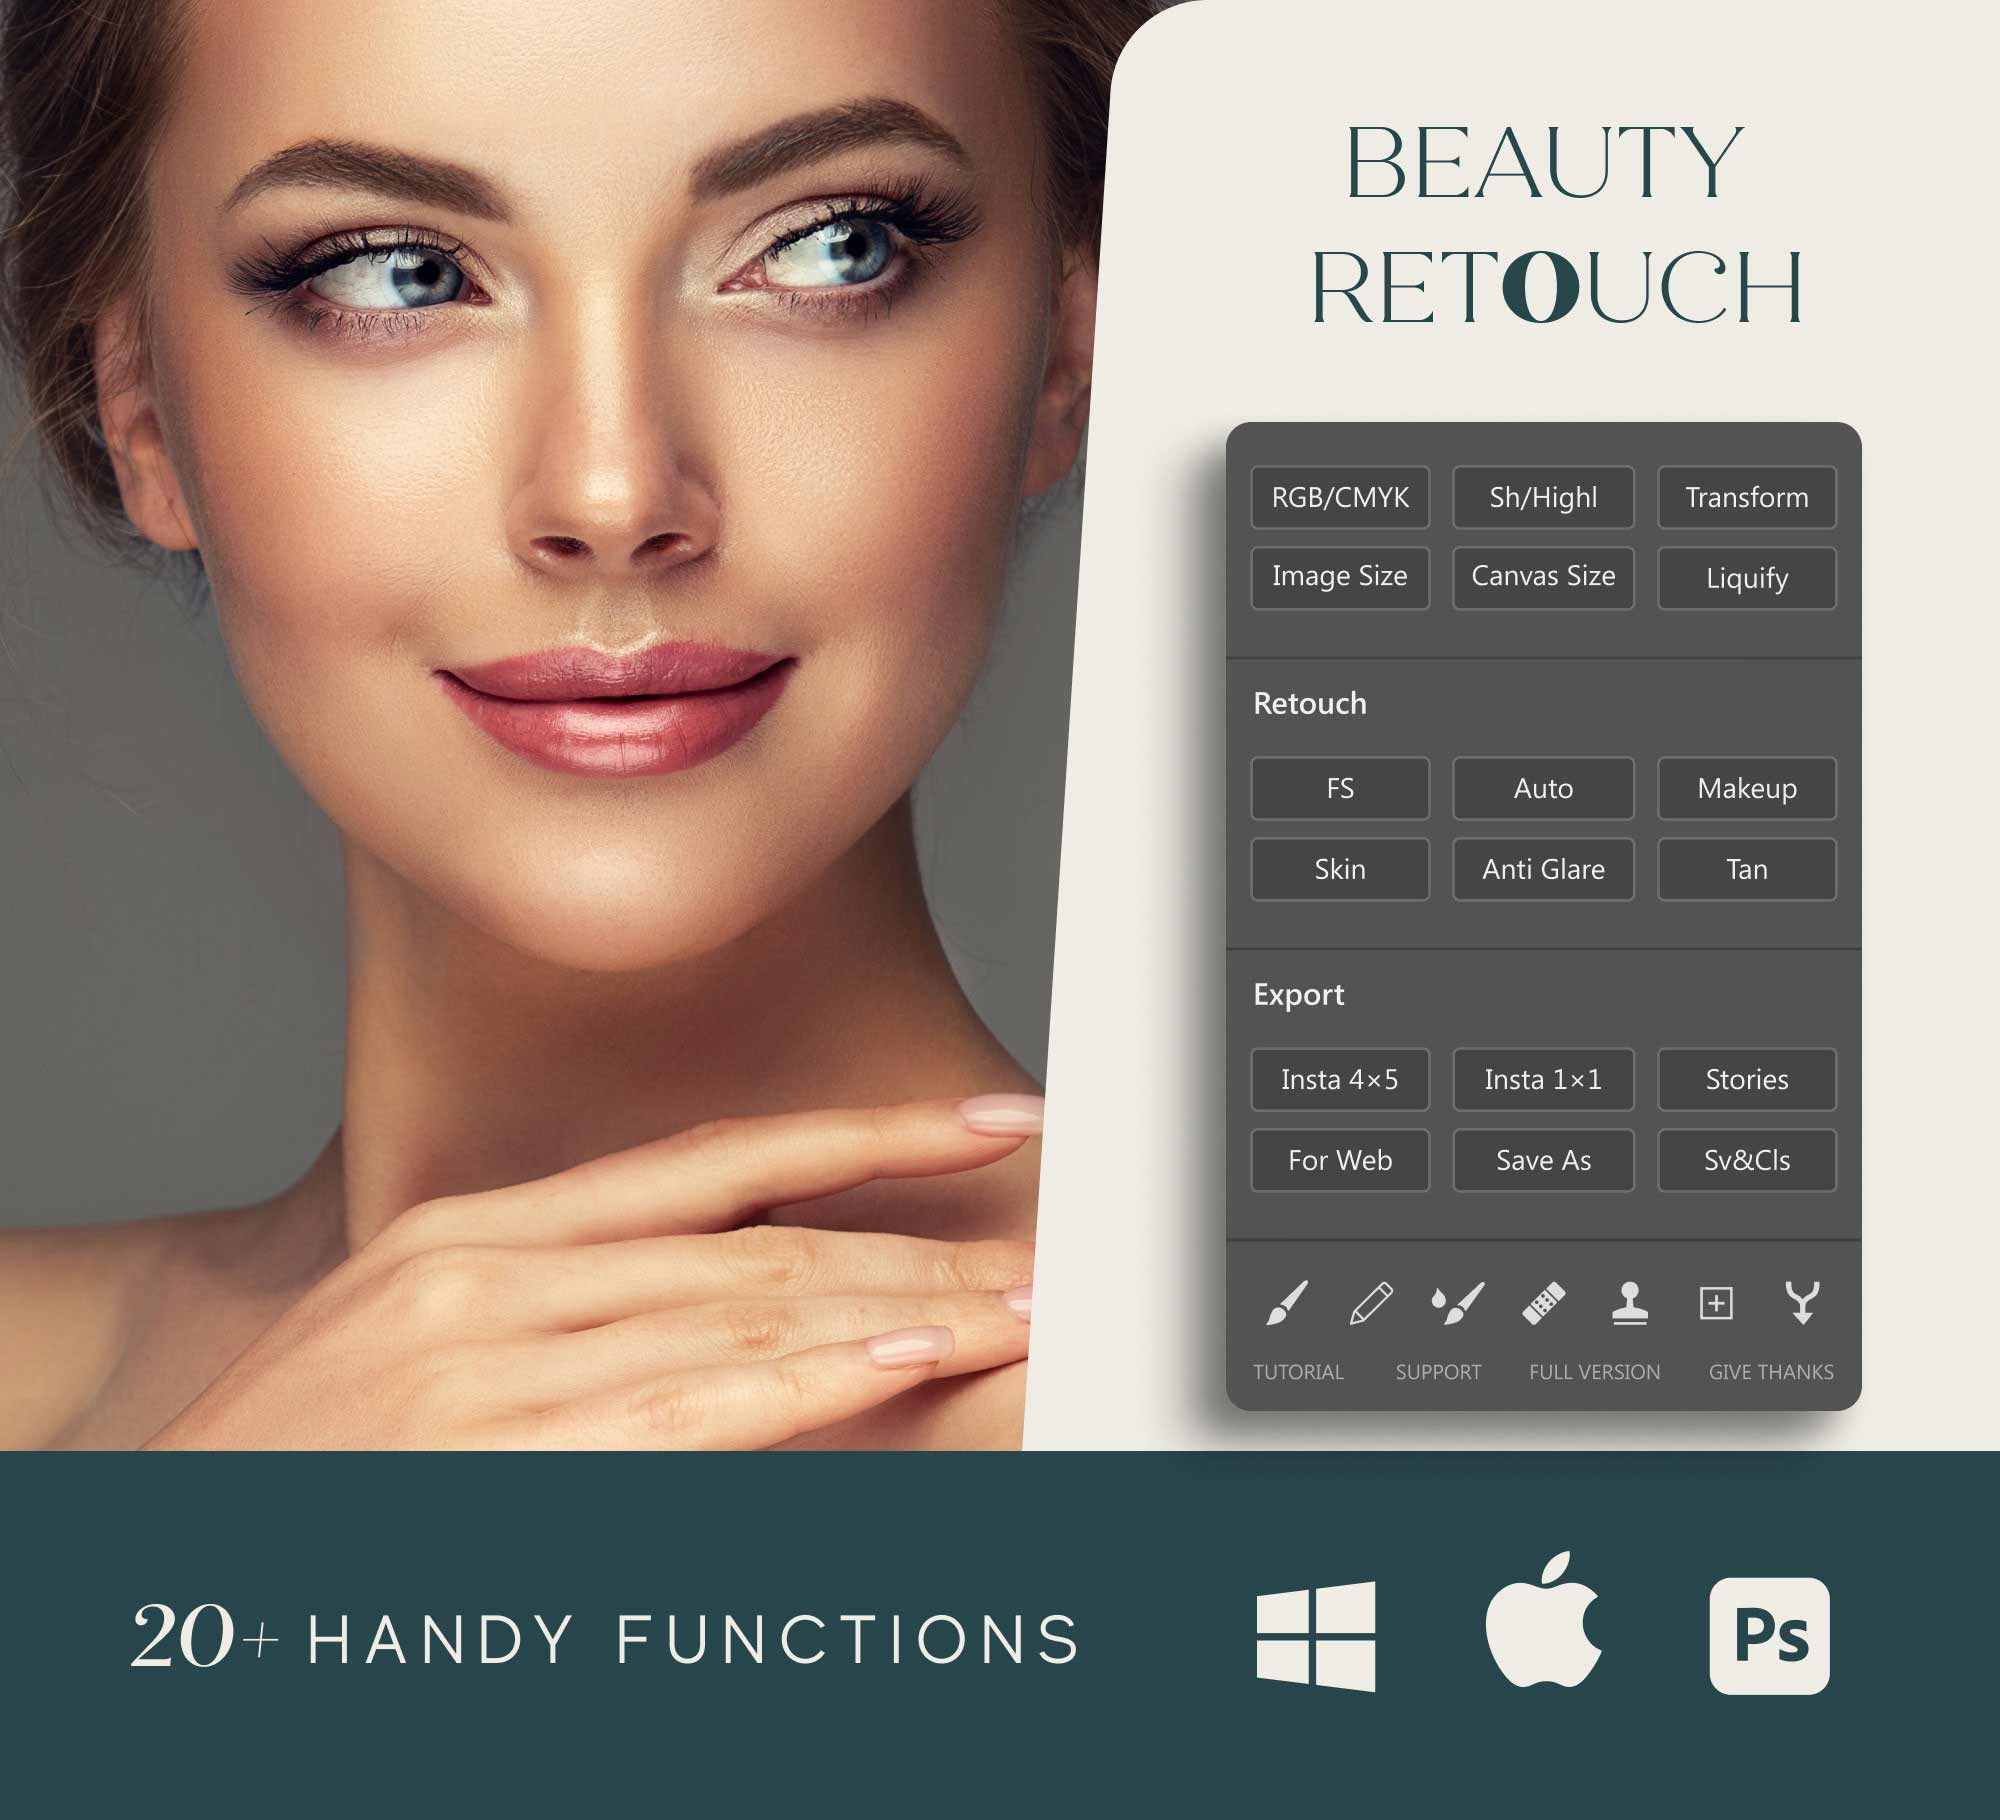 BEAUTY
RETOUCH
RGB/CMYK Sh/Highl Transform
Image Size Canvas Size Liquify
Retouch
FS Auto Makeup
Skin Anti Glare Tan
Export
Insta 4×5 Insta 1×1 Stories
For Web Save As Sv&Cls
TUTORIAL SUPPORT FULL VERSION GIVE THANKS
20+ HANDY FUNCTIONS
Ps